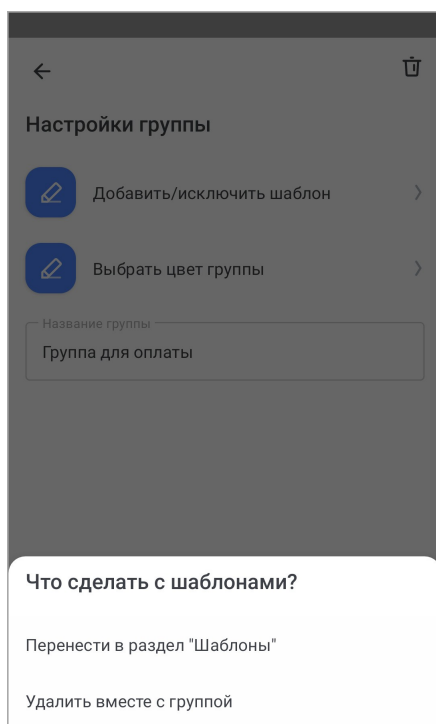 Настройки группы
Добавить/исключить шаблон
Выбрать цвет группы
Название группы
Группа для оплаты
Что сделать с шаблонами?
Перенести в раздел "Шаблоны"
Удалить вместе с группой